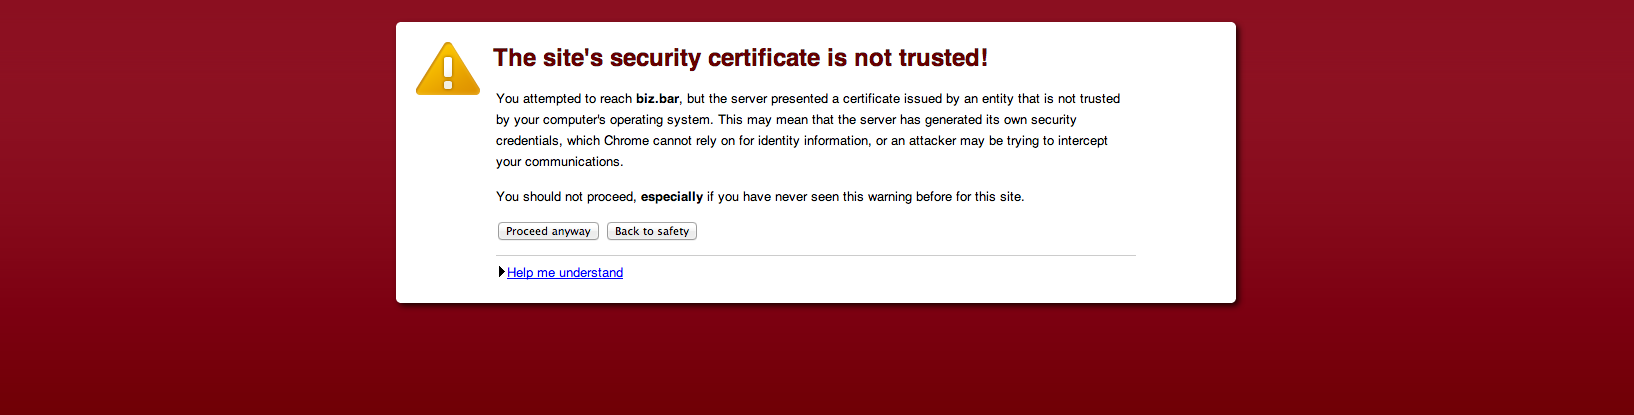 The site's security certificate is not trusted!
You attempted to reach biz.bar, but the server presented a certificate issued by an entity that is not trusted
by your computer's operating system. This may mean that the server has generated its own security
credentials, which Chrome cannot rely on for identity information, or an attacker may be trying to intercept
your communications.
You should not proceed, especially if you have never seen this warning before for this site.
Proceed anyway Back to safety
Help me understand